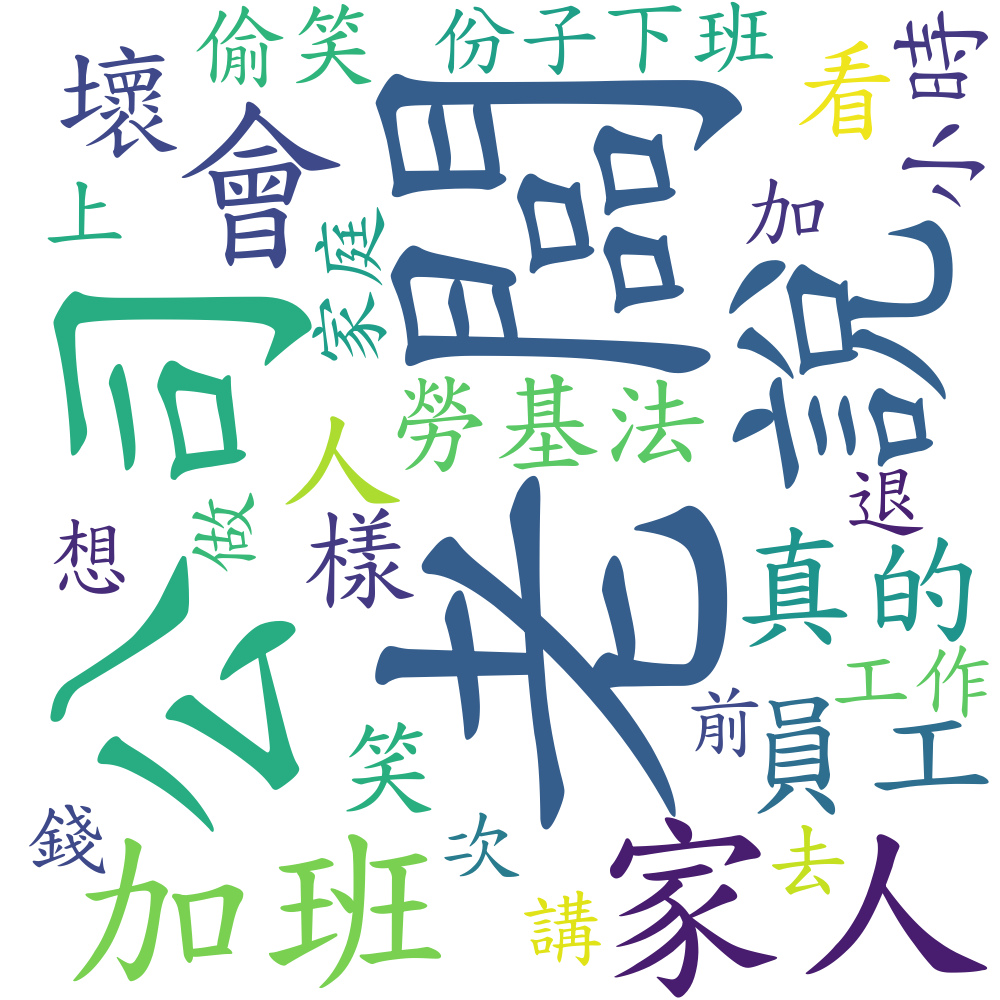 偷笑
份子下班
看
小時
壞
會
老闆
說
加
上
家庭
公司
勞基法
人
退
做
樣
想
真的
工作
前
員工
笑
錢
次
加班
家人
去
講